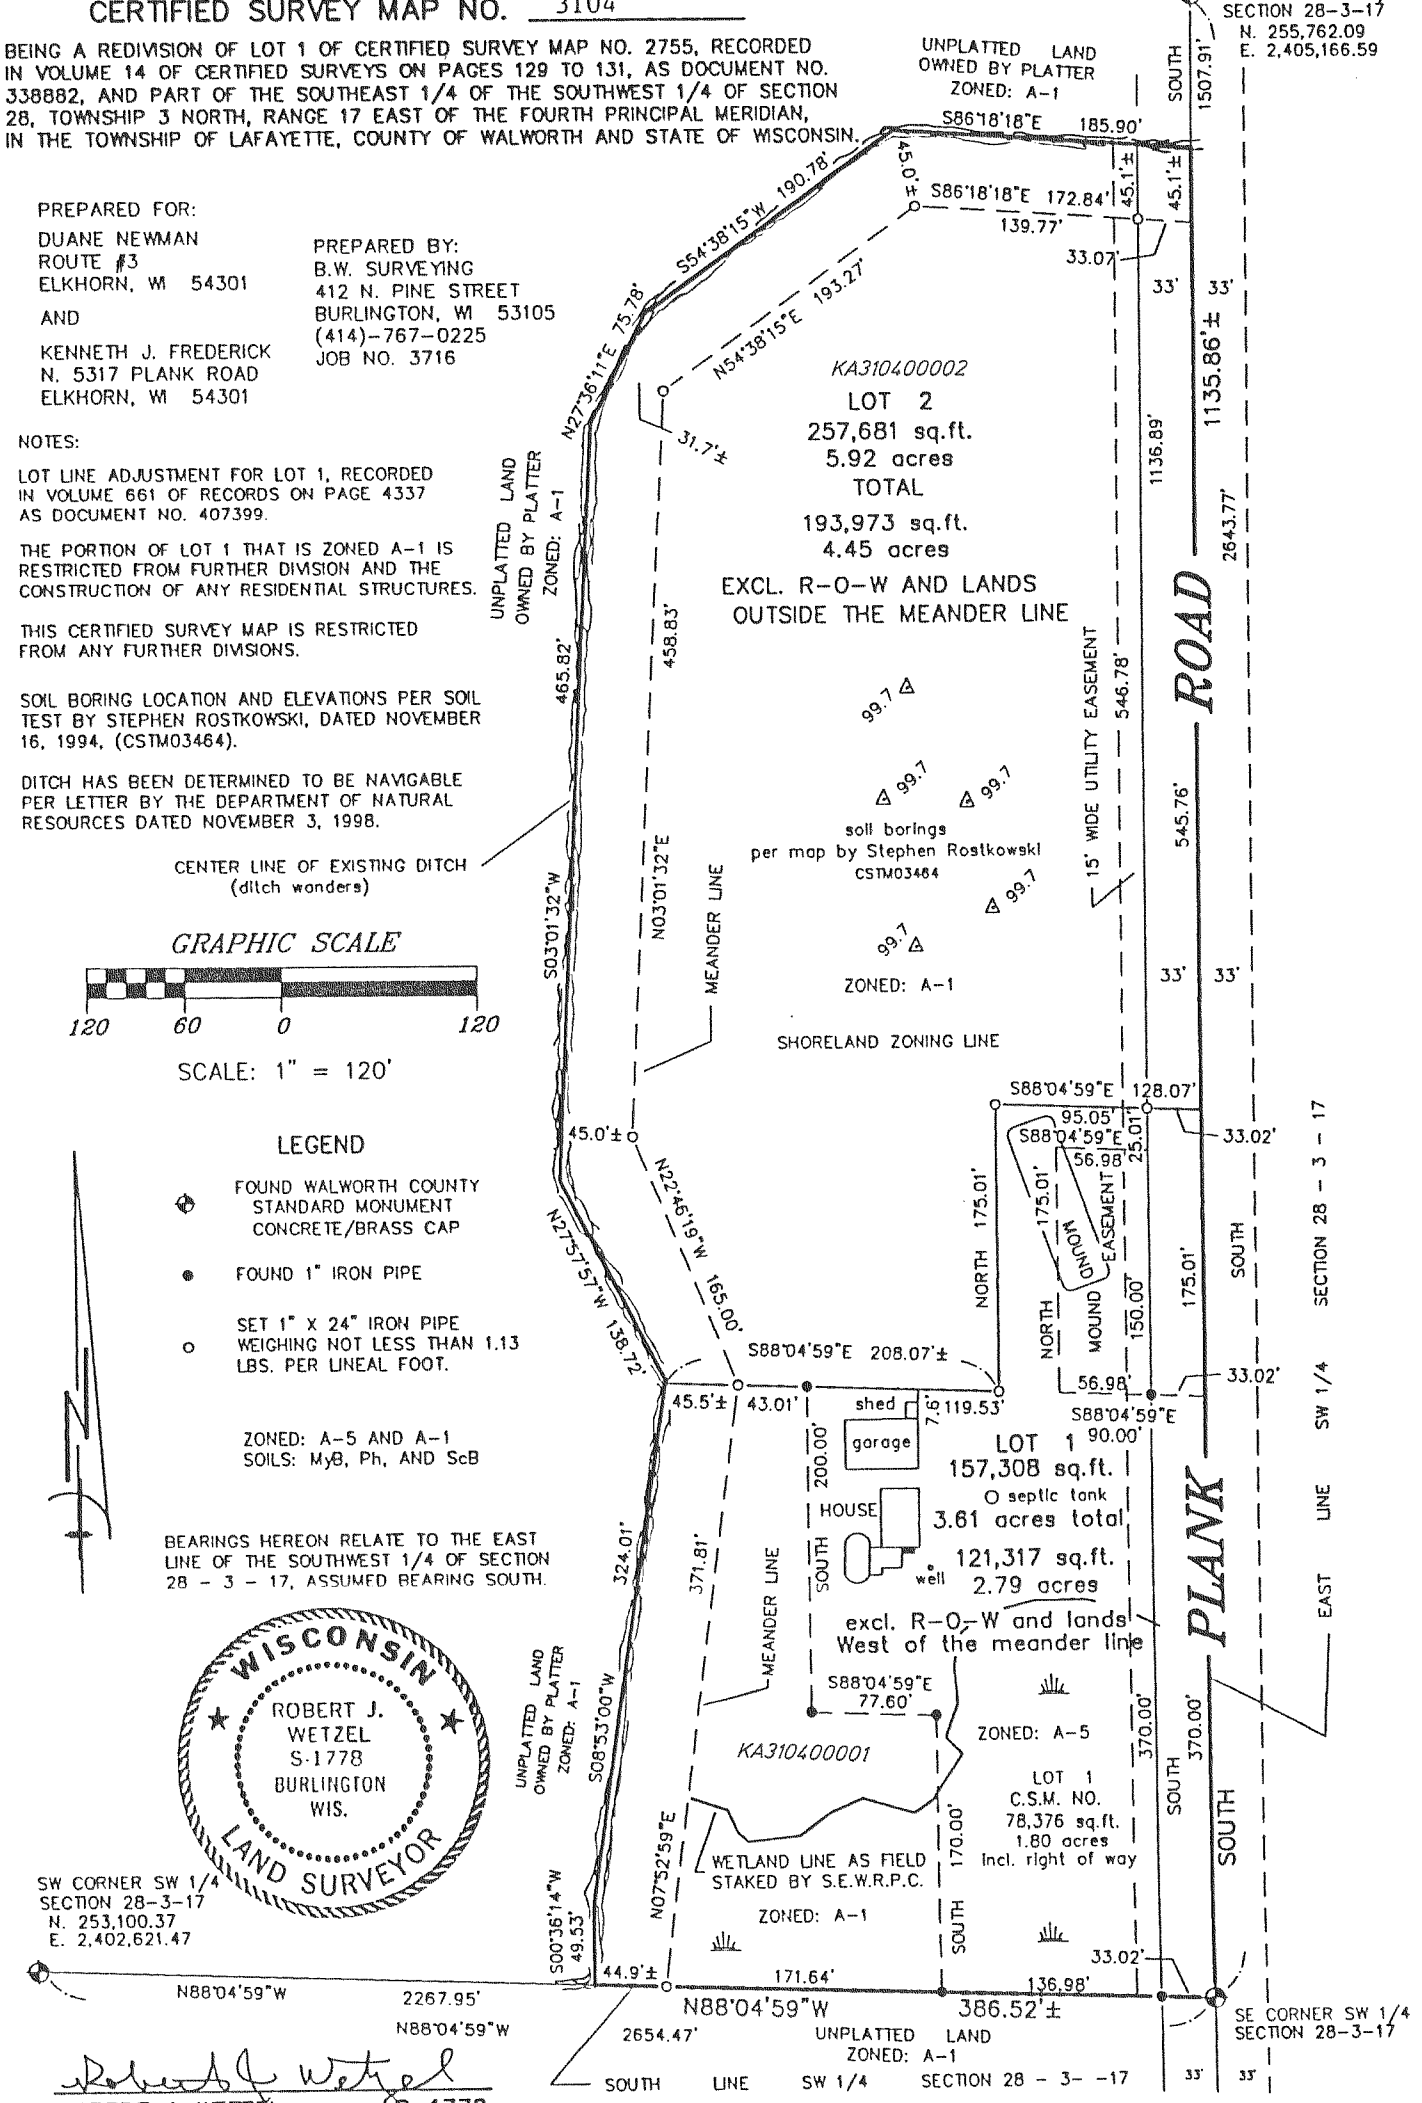 CERTIFIED SURVEY MAP NO. 3104
SECTION 28-3-17
N. 255,762.09
E. 2,405,166.59
BEING A REDIVISION OF LOT 1 OF CERTIFIED SURVEY MAP NO. 2755, RECORDED
IN VOLUME 14 OF CERTIFIED SURVEYS ON PAGES 129 TO 131, AS DOCUMENT NO.
338882, AND PART OF THE SOUTHEAST 1/4 OF THE SOUTHWEST 1/4 OF SECTION
28, TOWNSHIP 3 NORTH, RANGE 17 EAST OF THE FOURTH PRINCIPAL MERIDIAN,
IN THE TOWNSHIP OF LAFAYETTE, COUNTY OF WALWORTH AND STATE OF WISCONSIN.
UNPLATTED LAND
OWNED BY PLATTER
ZONED: A-1
SOUTH
1507.91'
S86°18'18"E 185.90'
PREPARED FOR:
DUANE NEWMAN
ROUTE #3
ELKHORN, WI 54301
AND
KENNETH J. FREDERICK
N. 5317 PLANK ROAD
ELKHORN, WI 54301
PREPARED BY:
B.W. SURVEYING
412 N. PINE STREET
BURLINGTON, WI 53105
(414)-767-0225
JOB NO. 3716
S54°38'15"W 190.78'
45.0'±
S86°18'18"E 172.84'
139.77'
45.1'±
45.1'±
33.07'
33' 33'
N27°36'11"E 75.78'
N54°38'15"E 193.27'
31.7'±
1135.86'±
1136.89'
2643.77'
KA310400002
LOT 2
257,681 sq.ft.
5.92 acres
TOTAL
193,973 sq.ft.
4.45 acres
EXCL. R-O-W AND LANDS
OUTSIDE THE MEANDER LINE
NOTES:
LOT LINE ADJUSTMENT FOR LOT 1, RECORDED
IN VOLUME 661 OF RECORDS ON PAGE 4337
AS DOCUMENT NO. 407399.
THE PORTION OF LOT 1 THAT IS ZONED A-1 IS
RESTRICTED FROM FURTHER DIVISION AND THE
CONSTRUCTION OF ANY RESIDENTIAL STRUCTURES.
THIS CERTIFIED SURVEY MAP IS RESTRICTED
FROM ANY FURTHER DIVISIONS.
SOIL BORING LOCATION AND ELEVATIONS PER SOIL
TEST BY STEPHEN ROSTKOWSKI, DATED NOVEMBER
16, 1994, (CSTM03464).
DITCH HAS BEEN DETERMINED TO BE NAVIGABLE
PER LETTER BY THE DEPARTMENT OF NATURAL
RESOURCES DATED NOVEMBER 3, 1998.
CENTER LINE OF EXISTING DITCH
(ditch wanders)
UNPLATTED LAND
OWNED BY PLATTER
ZONED: A-1
465.82'
458.83'
S03°01'32"W
N03°01'32"E
MEANDER LINE
99.7
99.7
99.7
soil borings
per map by Stephen Rostkowski
CSTM03464
99.7
99.7
ZONED: A-1
15' WIDE UTILITY EASEMENT
546.78'
545.76'
ROAD
33' 33'
SHORELAND ZONING LINE
GRAPHIC SCALE
120 60 0 120
SCALE: 1" = 120'
S88°04'59"E 128.07'
95.05'
S88°04'59"E
56.98'
25.01'
33.02'
LEGEND
FOUND WALWORTH COUNTY
STANDARD MONUMENT
CONCRETE/BRASS CAP
FOUND 1" IRON PIPE
SET 1" X 24" IRON PIPE
WEIGHING NOT LESS THAN 1.13
LBS. PER LINEAL FOOT.
ZONED: A-5 AND A-1
SOILS: MyB, Ph, AND ScB
BEARINGS HEREON RELATE TO THE EAST
LINE OF THE SOUTHWEST 1/4 OF SECTION
28 - 3 - 17, ASSUMED BEARING SOUTH.
45.0'±
N22°46'19"W 165.00'
N27°57'57"W 138.72'
NORTH 175.01'
NORTH 175.01'
MOUND
MOUND EASEMENT
150.00'
175.01'
SOUTH
EAST LINE SW 1/4 SECTION 28 - 3 - 17
S88°04'59"E 208.07'±
56.98'
33.02'
45.5'± 43.01'
shed 7.6' 119.53'
S88°04'59"E
90.00'
garage
LOT 1
157,308 sq.ft.
septic tank
3.61 acres total
HOUSE
well
121,317 sq.ft.
2.79 acres
excl. R-O-W and lands
West of the meander line
200.00'
SOUTH
371.81'
MEANDER LINE
324.01'
S08°53'00"W
UNPLATTED LAND
OWNED BY PLATTER
ZONED: A-1
S88°04'59"E
77.60'
PLANK
ZONED: A-5
KA310400001
LOT 1
C.S.M. NO.
78,376 sq.ft.
1.80 acres
Incl. right of way
370.00'
370.00'
SOUTH
SOUTH
WISCONSIN
ROBERT J.
WETZEL
S-1778
BURLINGTON
WIS.
LAND SURVEYOR
WETLAND LINE AS FIELD
STAKED BY S.E.W.R.P.C.
ZONED: A-1
SOUTH 170.00'
N07°52'59"E
S00°36'14"W
49.53'
SW CORNER SW 1/4
SECTION 28-3-17
N. 253,100.37
E. 2,402,621.47
33.02'
44.9'± 171.64' 136.98'
N88°04'59"W 2267.95'
N88°04'59"W 386.52'±
N88°04'59"W 2654.47'
SE CORNER SW 1/4
SECTION 28-3-17
UNPLATTED LAND
ZONED: A-1
SOUTH LINE SW 1/4 SECTION 28 - 3- -17
33' 33'
Robert J Wetzel